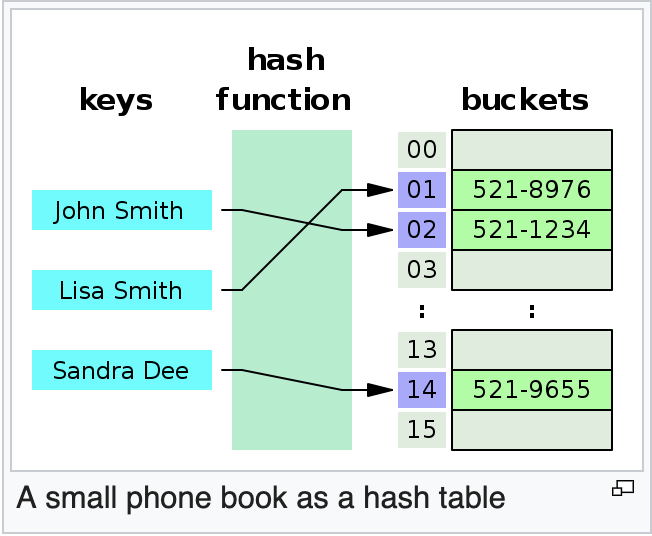 hash
keys function buckets
00
01 521-8976
John Smith 02 521-1234
03
Lisa Smith
: :
13
Sandra Dee 14 521-9655
15
A small phone book as a hash table